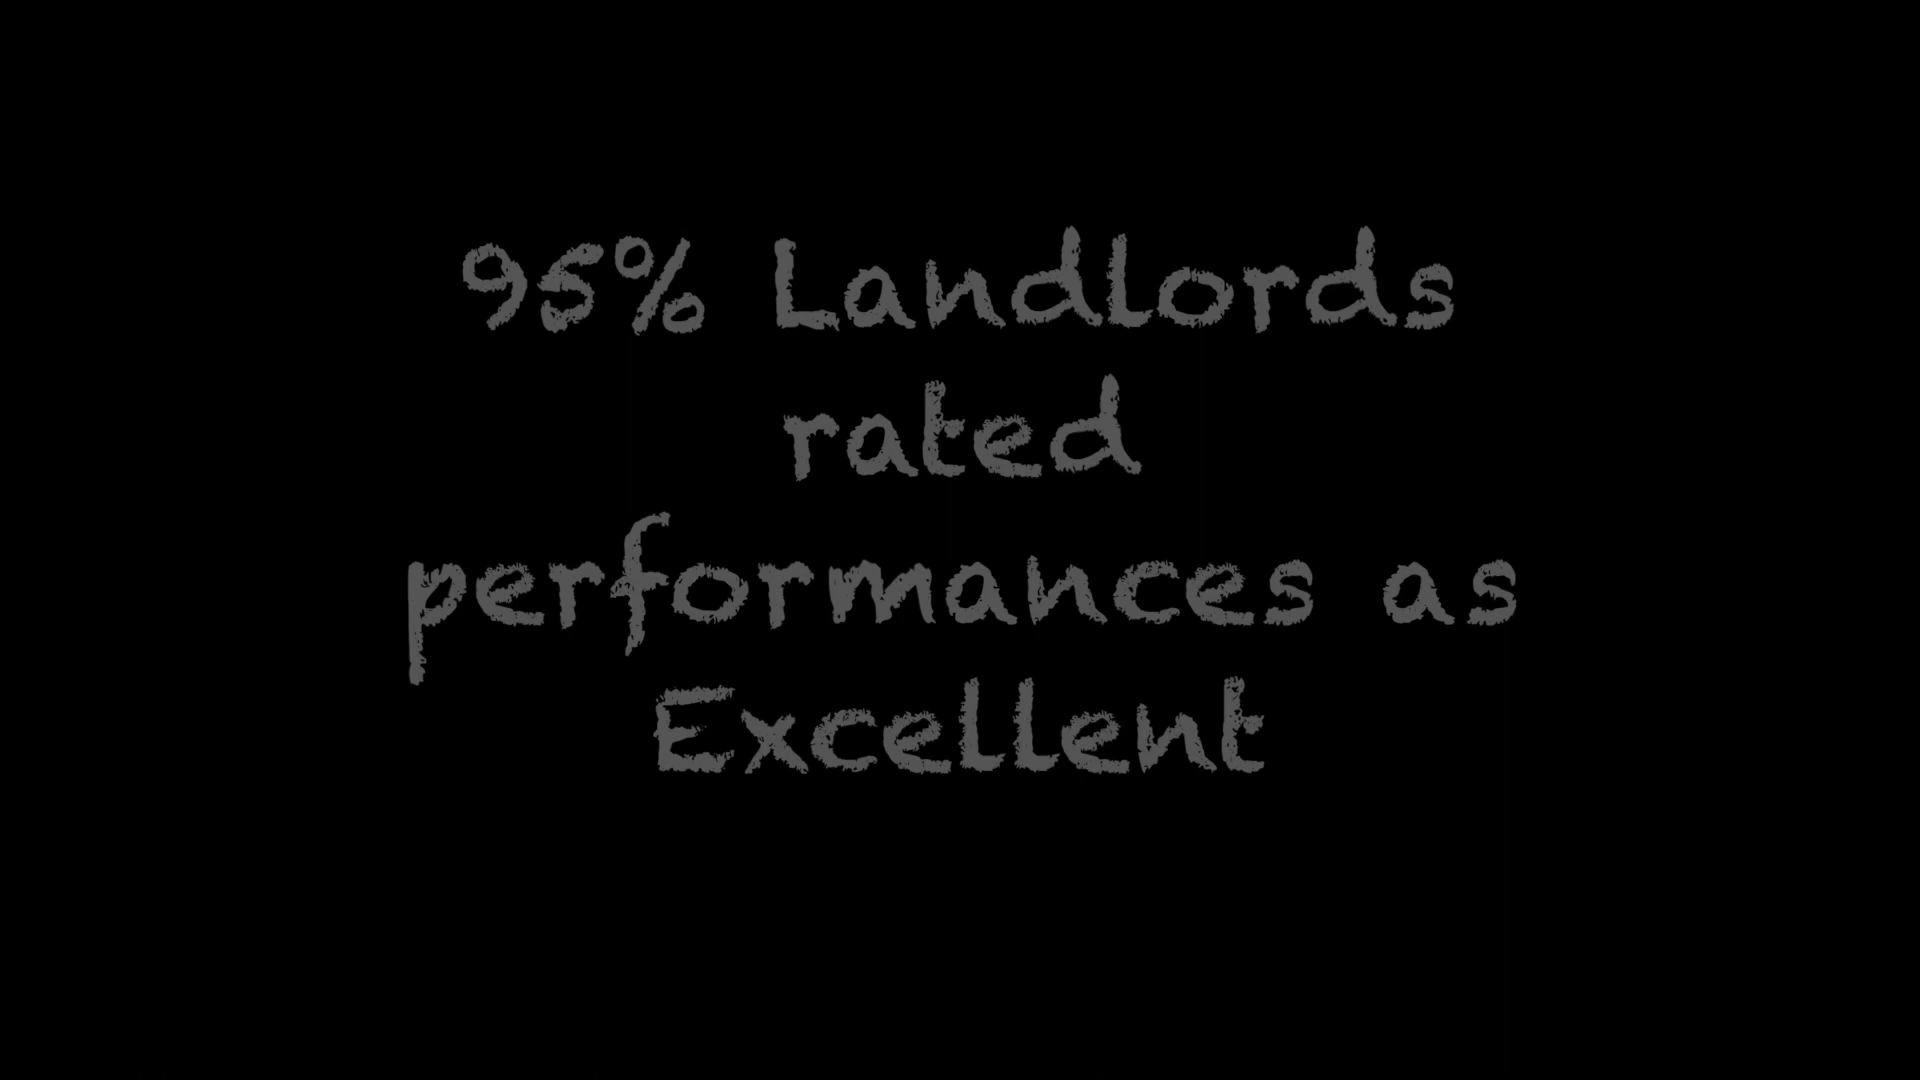 95% Landlords
rated
performances as
Excellent